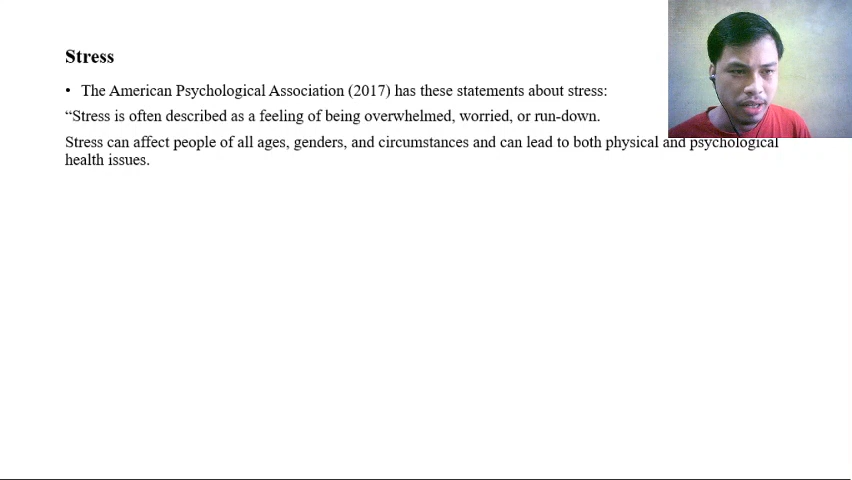 Stress
• The American Psychological Association (2017) has these statements about stress:
“Stress is often described as a feeling of being overwhelmed, worried, or run-down.
Stress can affect people of all ages, genders, and circumstances and can lead to both physical and psychological
health issues.